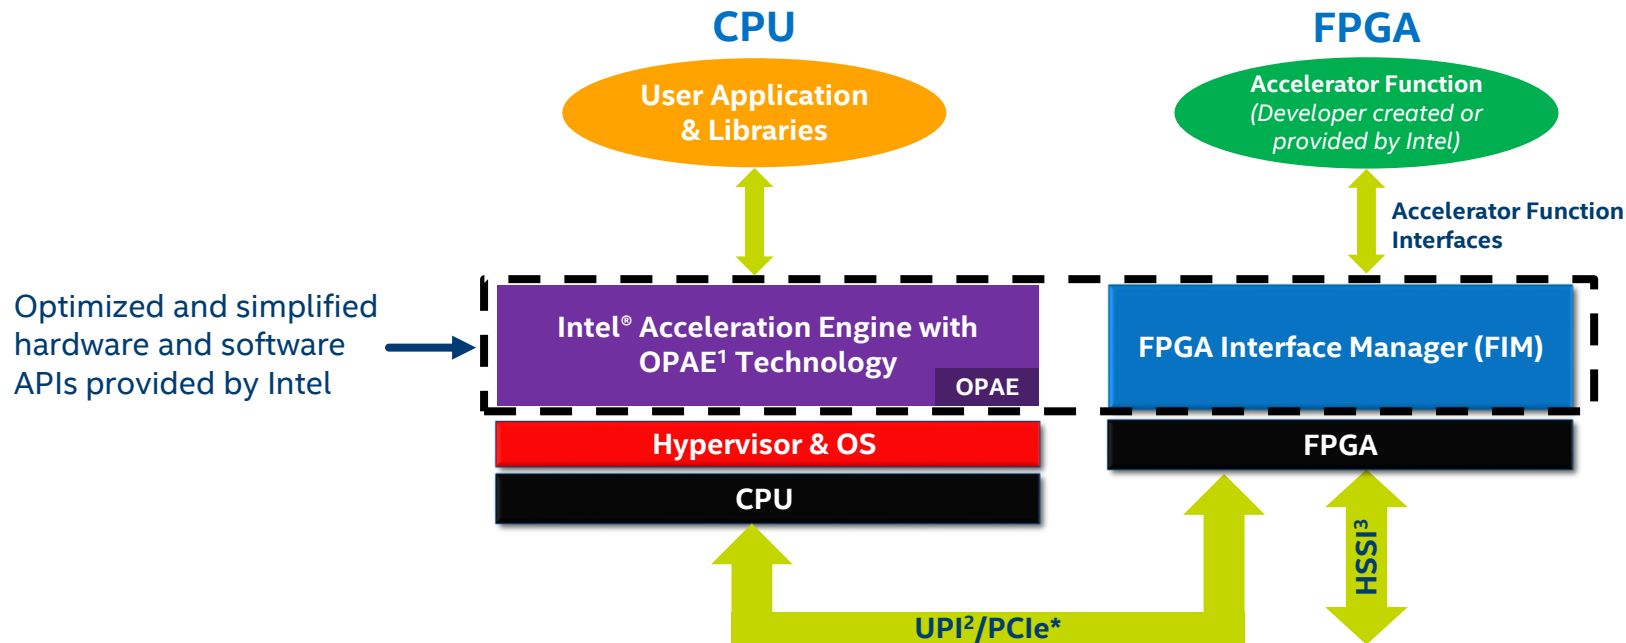 CPU
FPGA
User Application
& Libraries
Accelerator Function
(Developer created or
provided by Intel)
Accelerator Function
Interfaces
Optimized and simplified
hardware and software
APIs provided by Intel
Intel® Acceleration Engine with
OPAE¹ Technology
OPAE
FPGA Interface Manager (FIM)
Hypervisor & OS
FPGA
CPU
HSSI³
UPI²/PCIe*